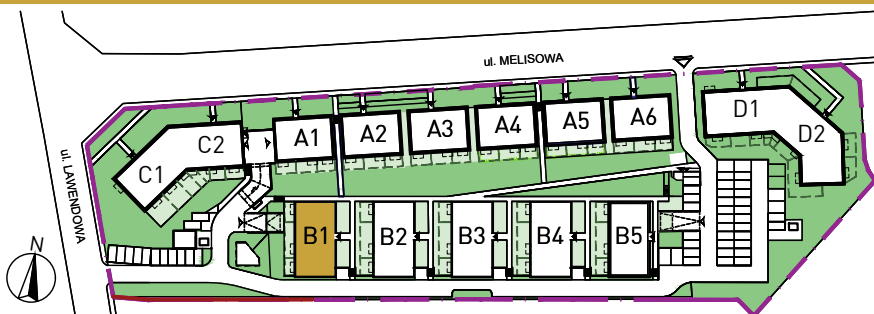 ul. MELISOWA
D1
A6
A5
A4
A3
A2
A1
C2
D2
C1
ul. LAWENDOWA
B1
B2
B3
B4
B5
N